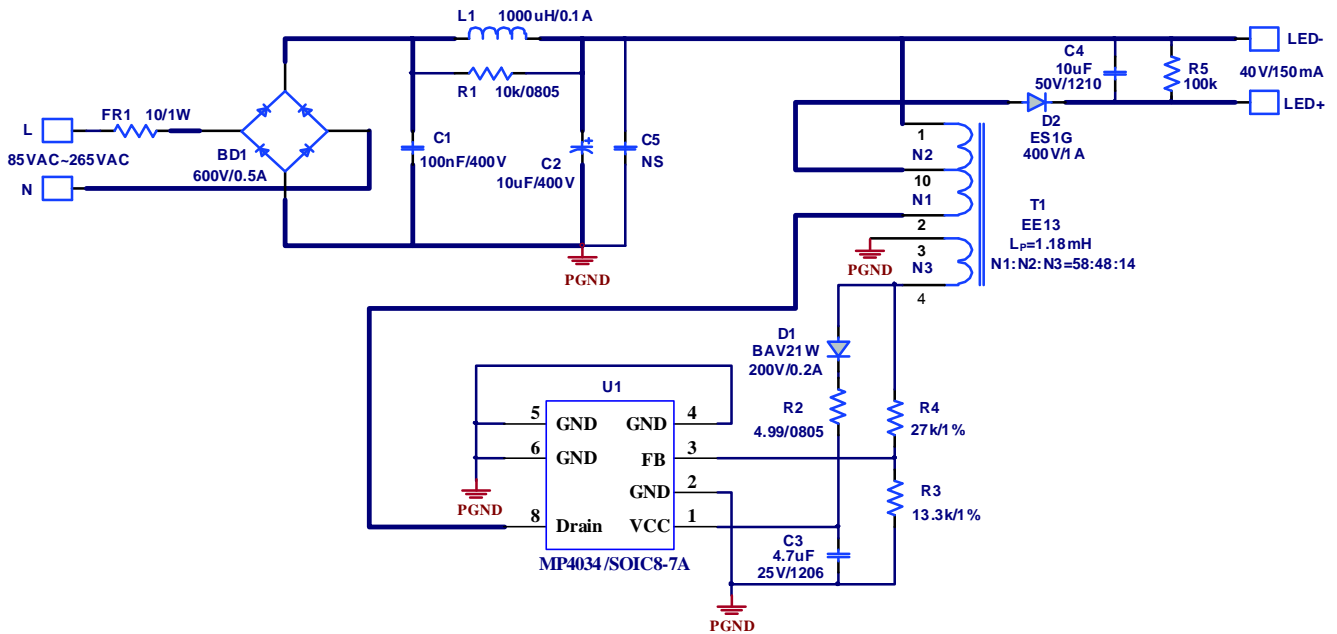 L1 1000uH/0.1A
LED-
C4
10uF
50V/1210
R5
100k
40V/150mA
R1 10k/0805
FR1 10/1W
L
85VAC~265VAC
N
BD1
600V/0.5A
C1
100nF/400V
C2
10uF/400V
+
C5
NS
D2
ES1G
400V/1A
LED+
1
N2
10
N1
2
3
N3
4
T1
EE13
LP=1.18mH
N1:N2:N3=58:48:14
PGND
PGND
D1
BAV21W
200V/0.2A
U1
R2
4.99/0805
R4
27k/1%
5 GND GND 4
6 GND FB 3
GND 2
8 Drain VCC 1
PGND
R3
13.3k/1%
MP4034/SOIC8-7A
C3
4.7uF
25V/1206
PGND